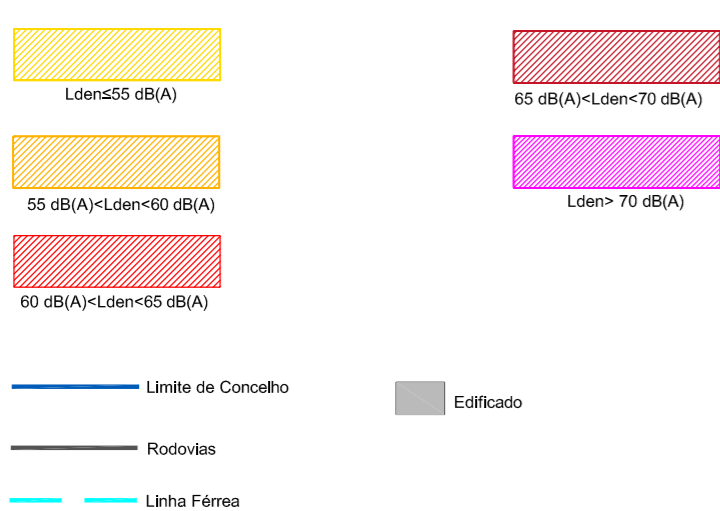 Lden≤55 dB(A)
65 dB(A)<Lden<70 dB(A)
55 dB(A)<Lden<60 dB(A)
Lden> 70 dB(A)
60 dB(A)<Lden<65 dB(A)
Limite de Concelho
Edificado
Rodovias
Linha Férrea